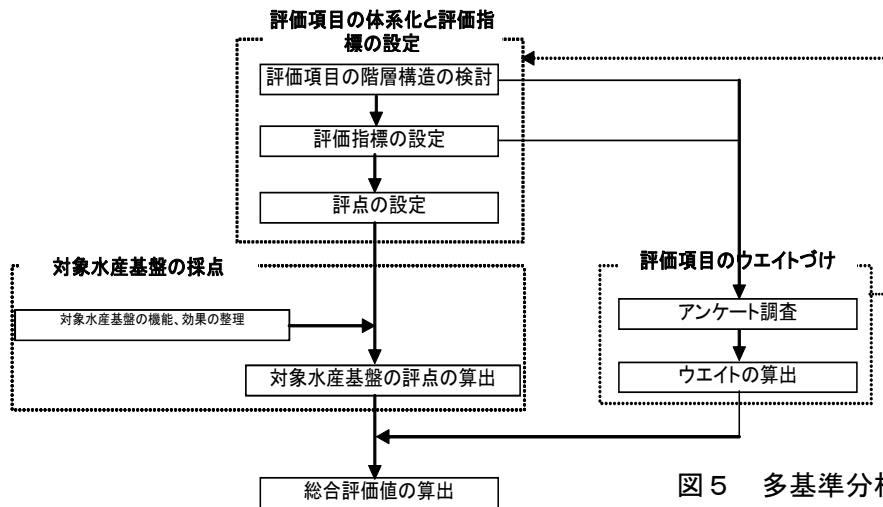 評価項目の体系化と評価指
標の設定
評価項目の階層構造の検討
評価指標の設定
評点の設定
対象水産基盤の採点
対象水産基盤の機能、効果の整理
対象水産基盤の評点の算出
評価項目のウエイトづけ
アンケート調査
ウエイトの算出
総合評価値の算出
図5 多基準分析